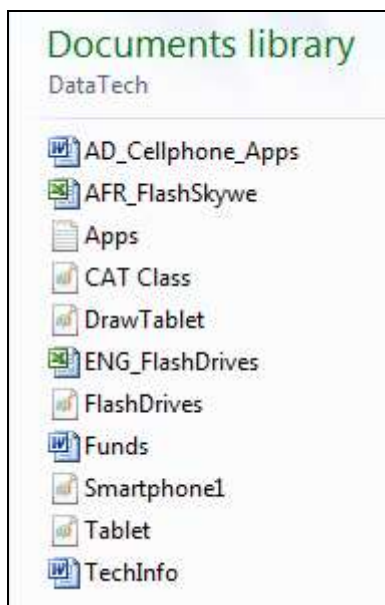 Documents library
DataTech
AD_Cellphone_Apps
AFR_FlashSkywe
Apps
CAT Class
DrawTablet
ENG_FlashDrives
FlashDrives
Funds
Smartphone1
Tablet
TechInfo